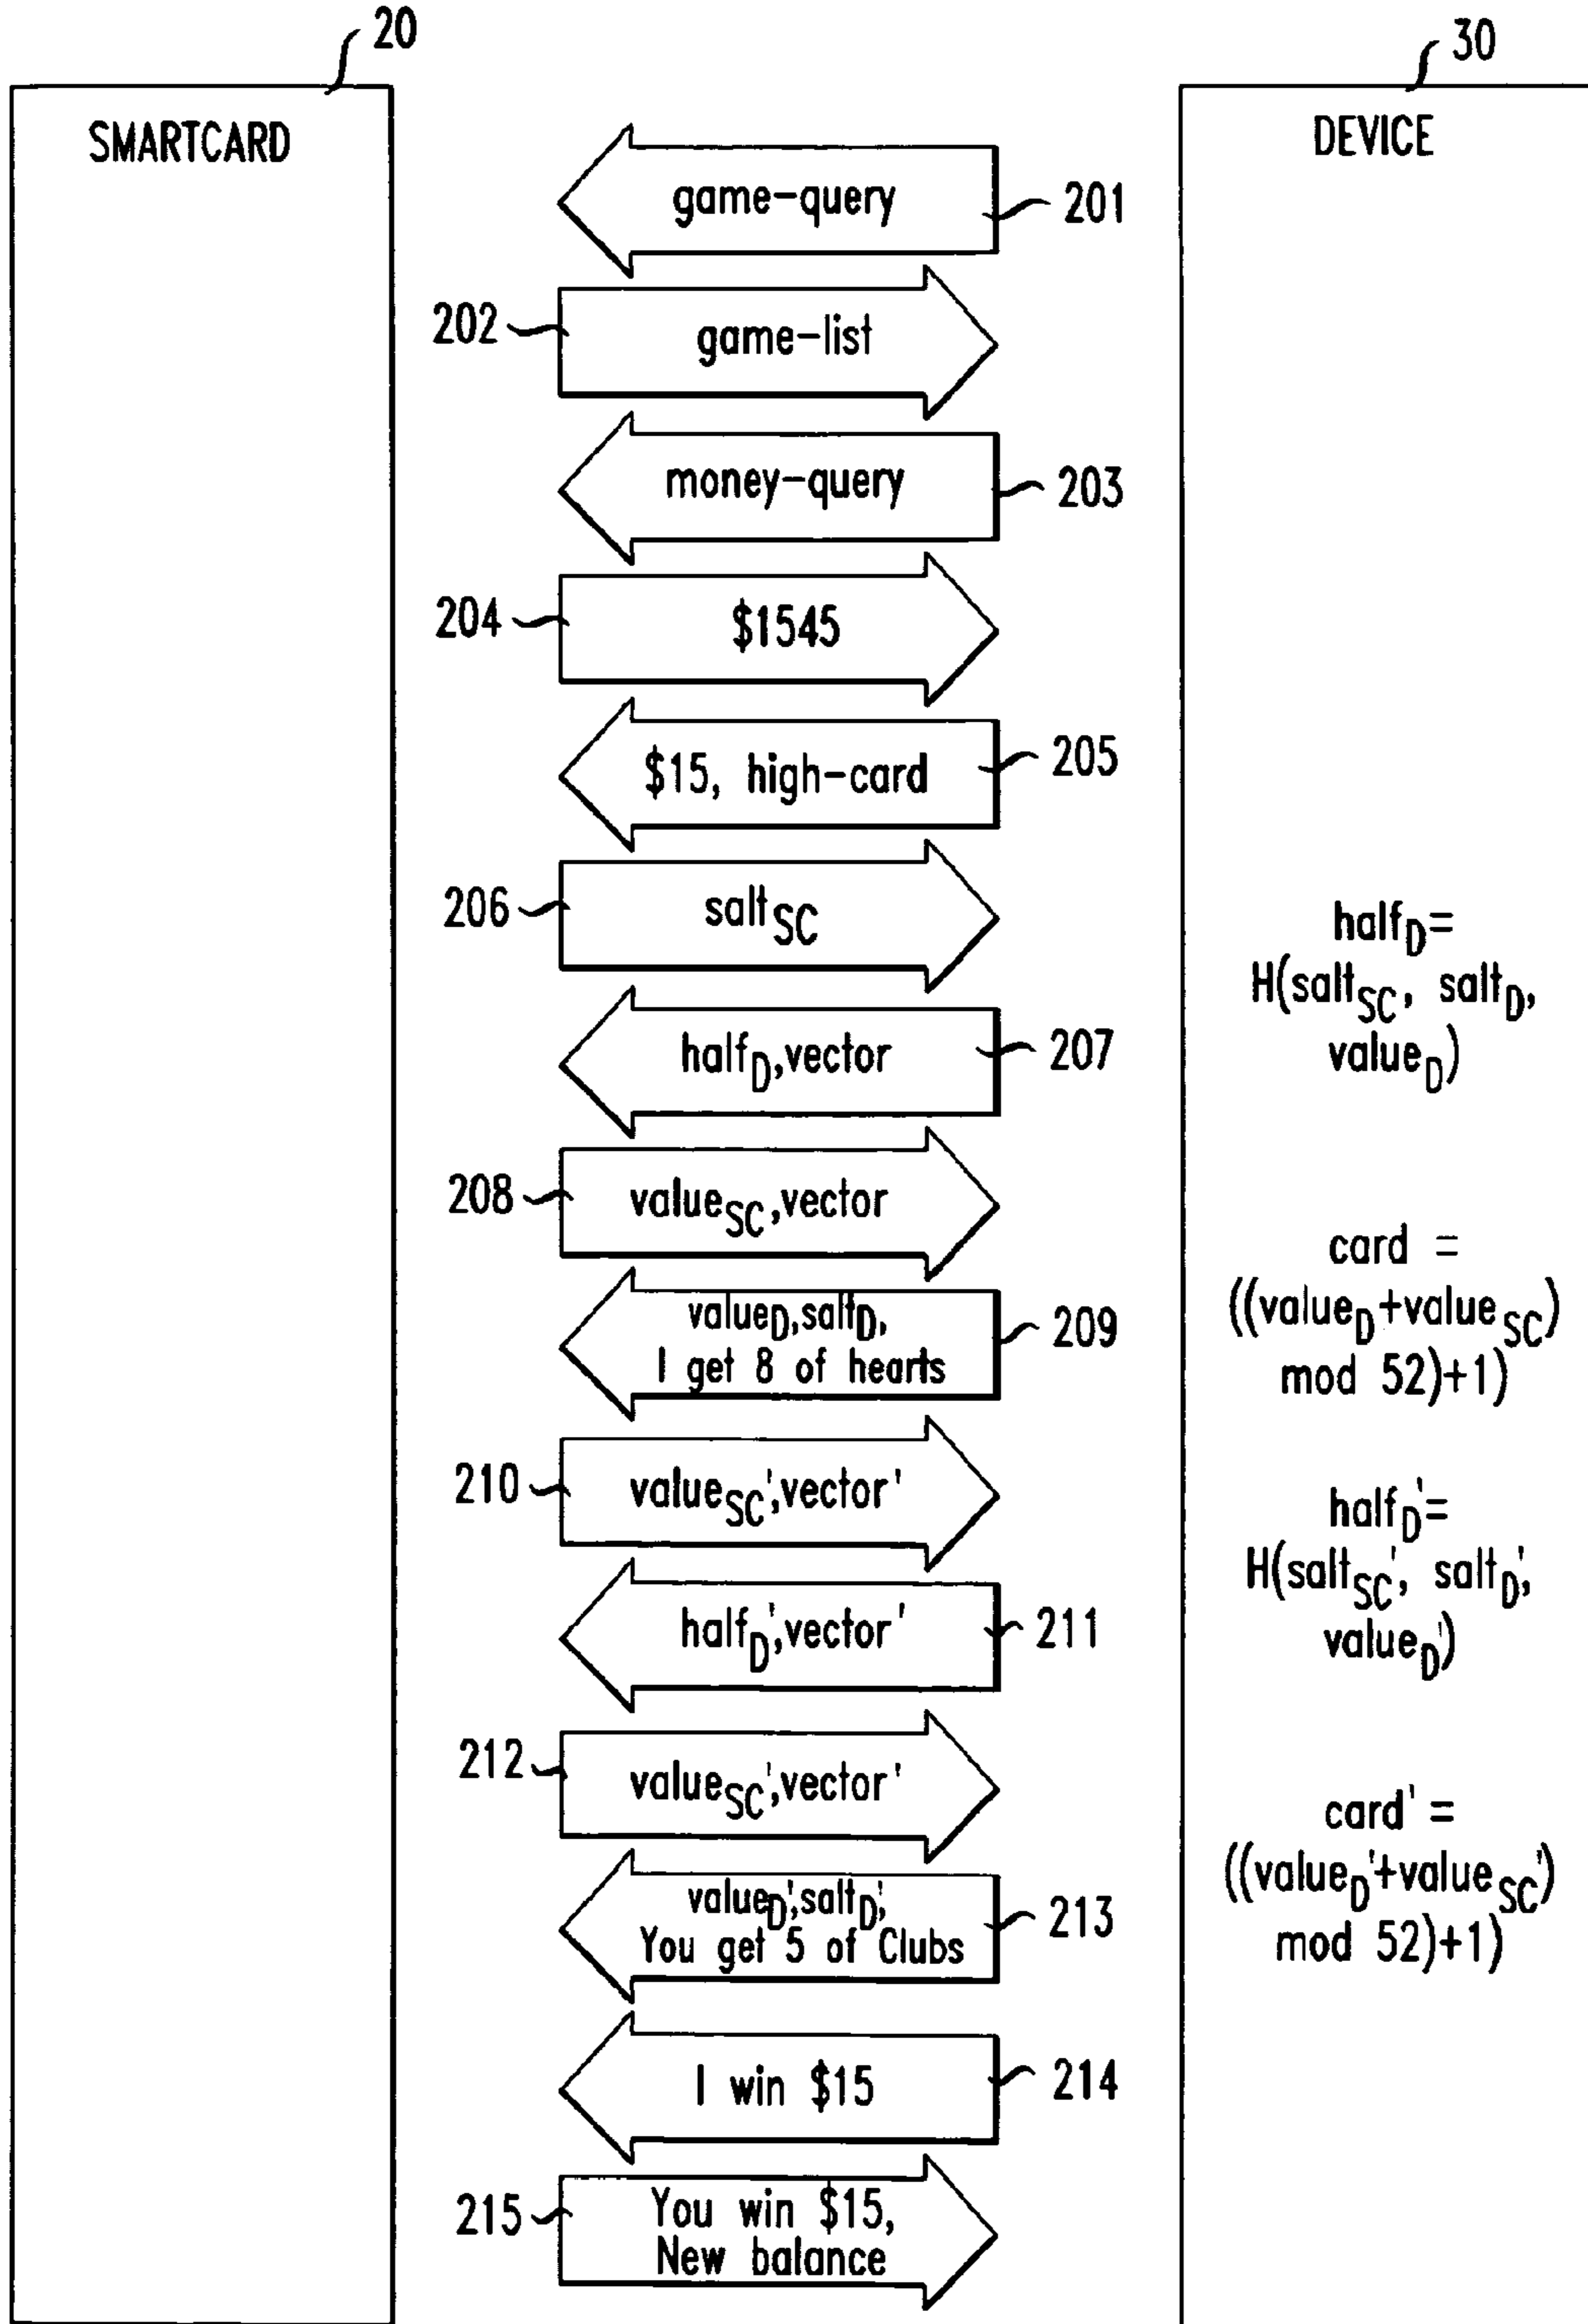 20
30
SMARTCARD
DEVICE
game-query
201
202
game-list
money-query
203
204
$1545
$15, high-card
205
206
saltSC
halfD=
H(saltSC, saltD,
valueD)
halfD,vector
207
208
valueSC,vector
card =
((valueD+valueSC)
mod 52)+1)
valueD,saltD,
I get 8 of hearts
209
210
valueSC',vector'
halfD'=
H(saltSC', saltD',
valueD')
halfD',vector'
211
212
valueSC',vector'
card' =
((valueD'+valueSC')
mod 52)+1)
valueD',saltD',
You get 5 of Clubs
213
I win $15
214
215
You win $15,
New balance